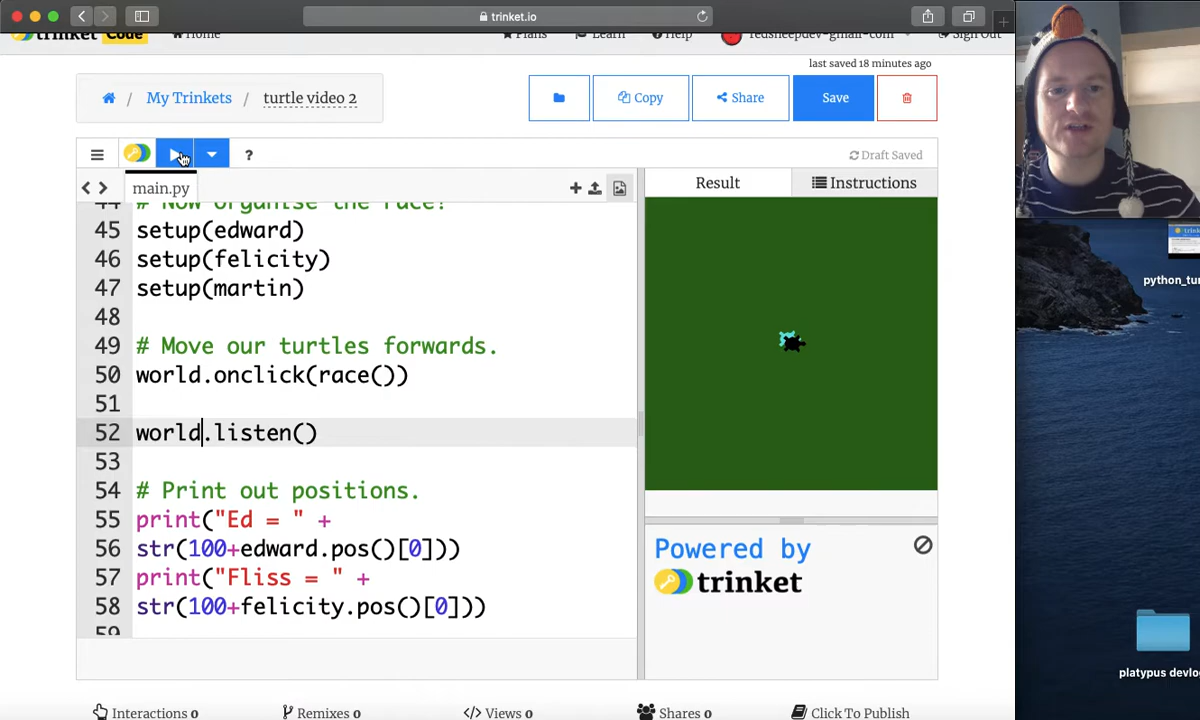 trinket.io
trinket Code Home Plans Learn Help redsheepdev-gmail-com Sign Out
last saved 18 minutes ago
/ My Trinkets / turtle video 2
Copy Share Save
?
Draft Saved
main.py
Result Instructions
44 # Now organise the race!
45 setup(edward)
46 setup(felicity)
47 setup(martin)
48
49 # Move our turtles forwards.
50 world.onclick(race())
51
52 world.listen()
53
54 # Print out positions.
55 print("Ed = " +
56 str(100+edward.pos()[0]))
57 print("Fliss = " +
58 str(100+felicity.pos()[0]))
59
Powered by
trinket
Interactions 0 Remixes 0 Views 0 Shares 0 Click To Publish
python_tu
platypus devlo